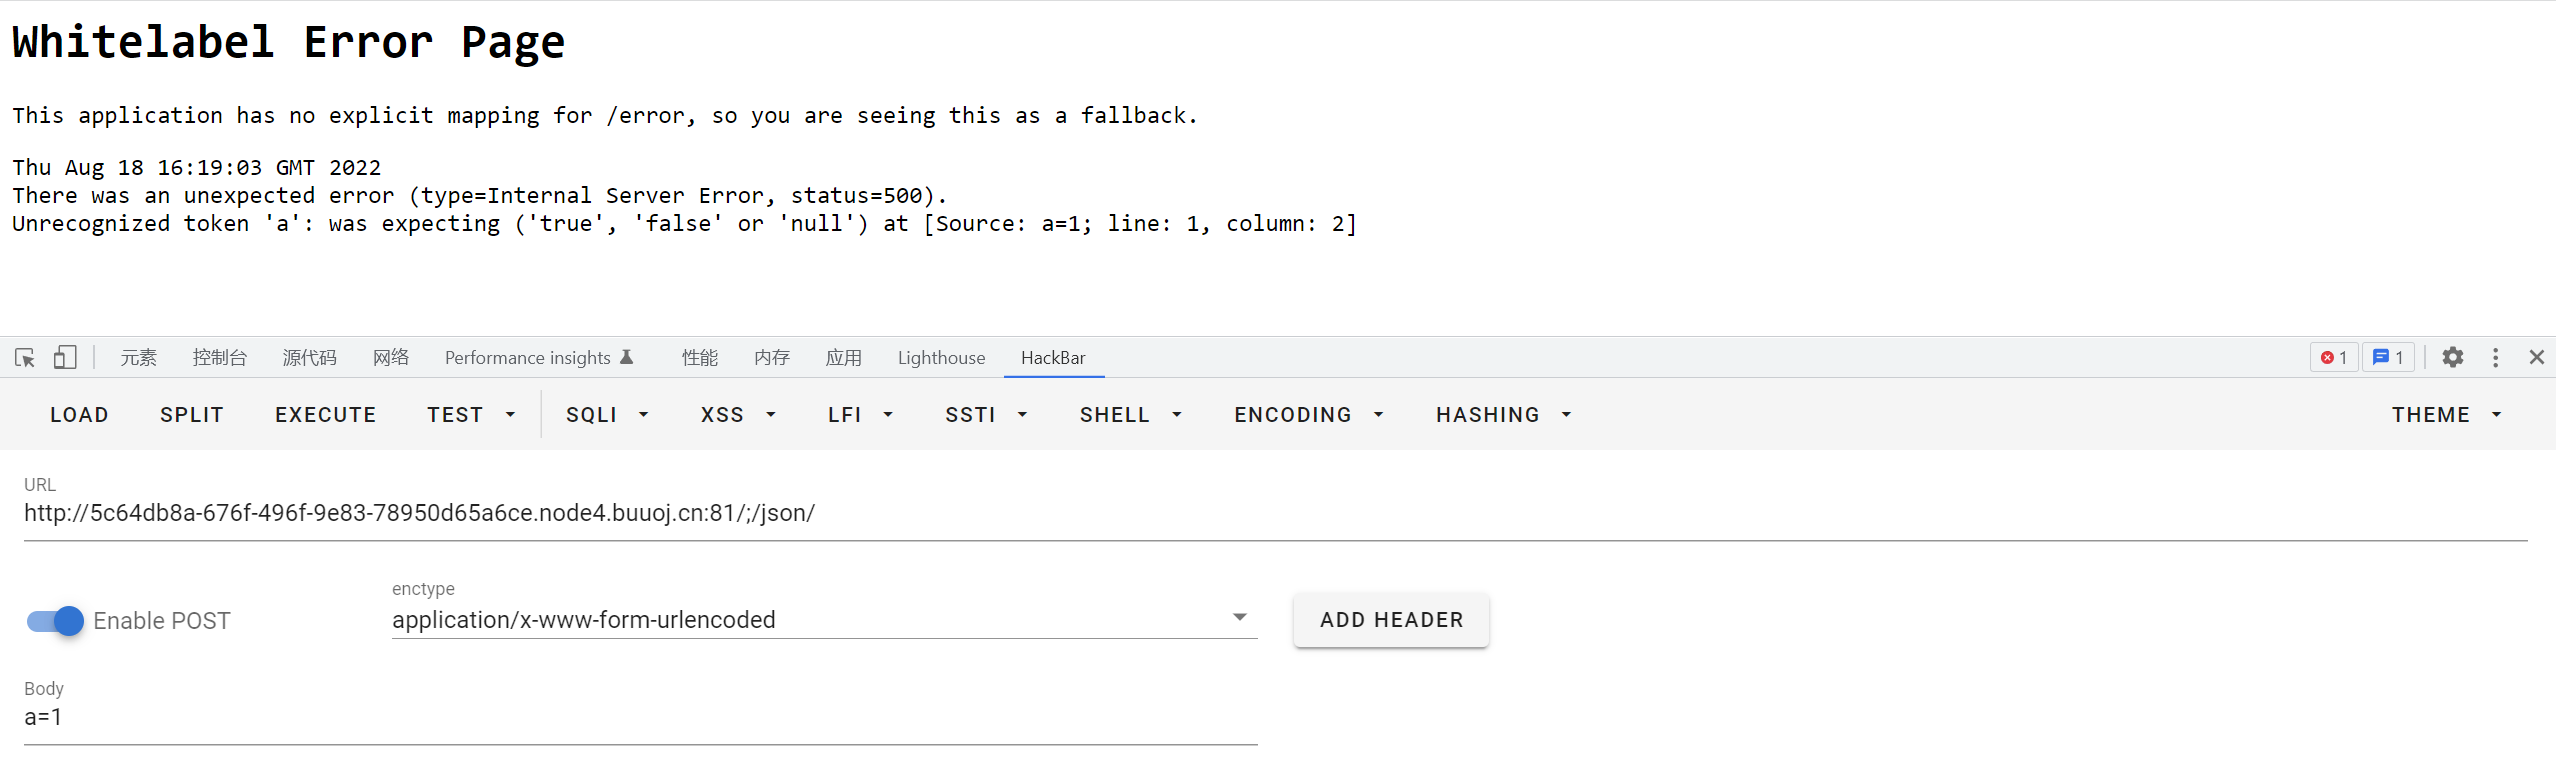 Whitelabel Error Page
This application has no explicit mapping for /error, so you are seeing this as a fallback.
Thu Aug 18 16:19:03 GMT 2022
There was an unexpected error (type=Internal Server Error, status=500).
Unrecognized token 'a': was expecting ('true', 'false' or 'null') at [Source: a=1; line: 1, column: 2]
元素 控制台 源代码 网络 Performance insights 性能 内存 应用 Lighthouse HackBar 1 1
LOAD SPLIT EXECUTE TEST SQLI XSS LFI SSTI SHELL ENCODING HASHING THEME
URL
http://5c64db8a-676f-496f-9e83-78950d65a6ce.node4.buuoj.cn:81/;/json/
enctype
Enable POST application/x-www-form-urlencoded ADD HEADER
Body
a=1